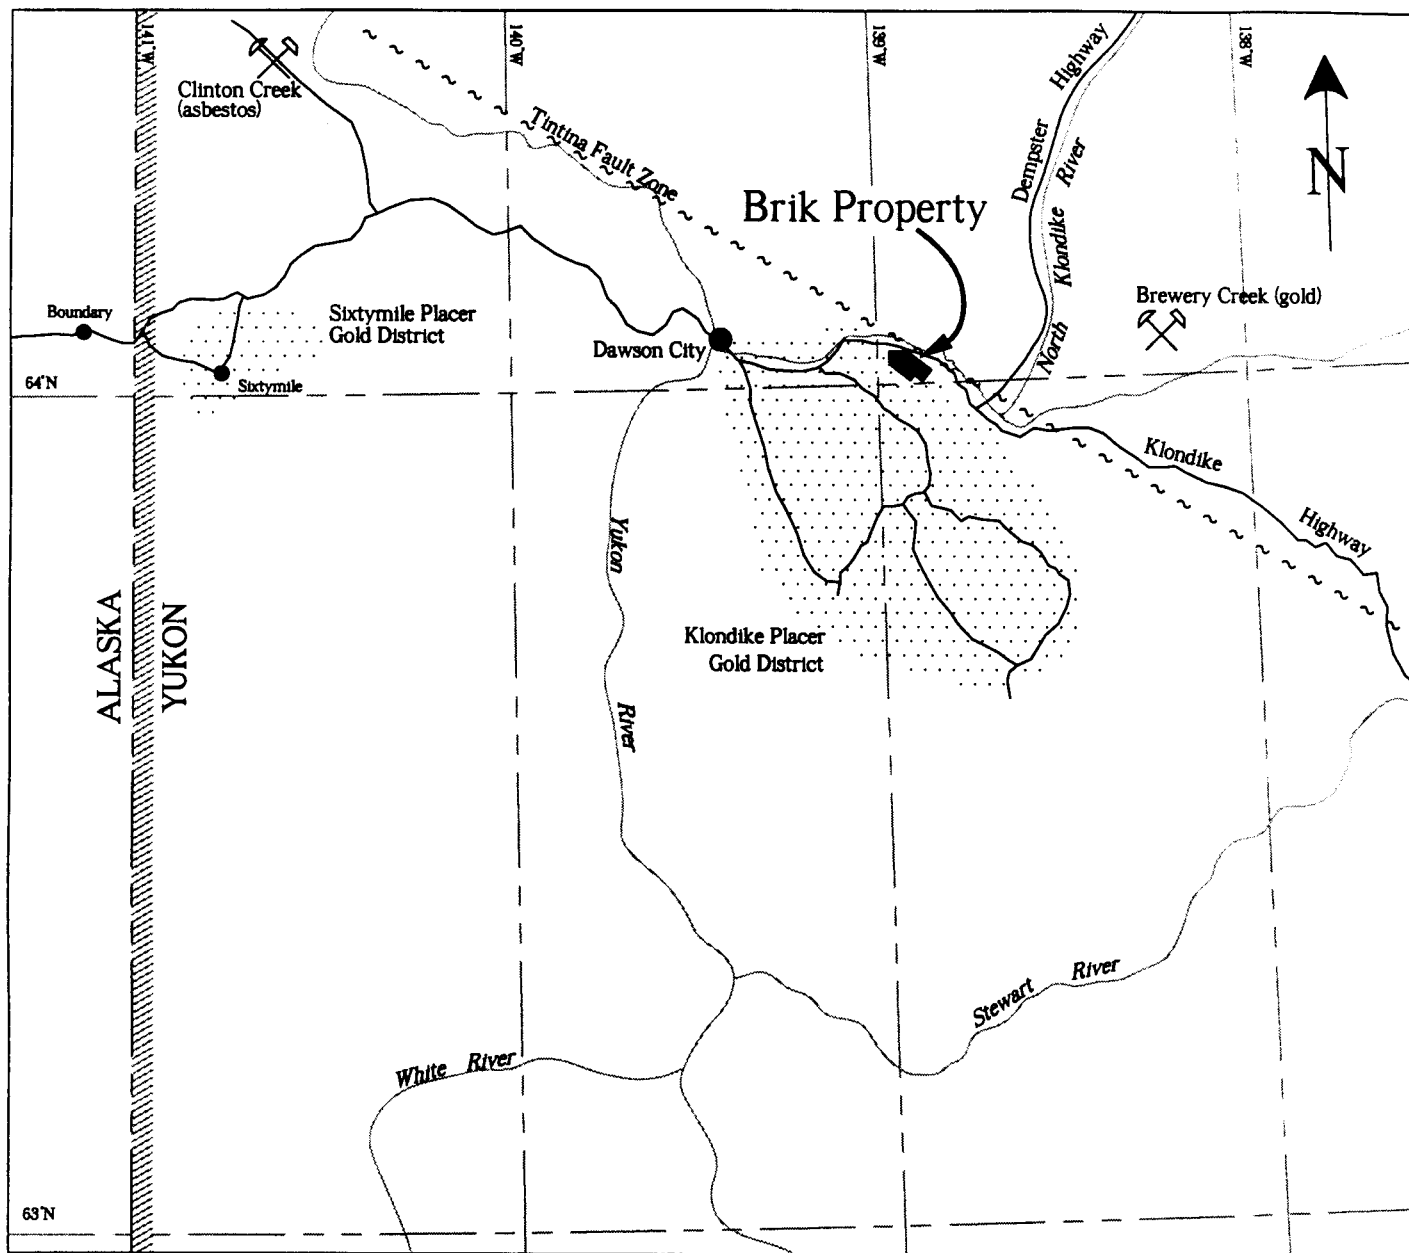 141°W
140°W
139°W
138°W
Clinton Creek
(asbestos)
Tintina Fault Zone
Dempster
Highway
North Klondike River
N
Brik Property
Brewery Creek (gold)
Boundary
Sixtymile Placer
Gold District
Dawson City
64°N
Sixtymile
Klondike
Highway
Yukon
River
ALASKA
YUKON
Klondike Placer
Gold District
Stewart River
White River
63°N